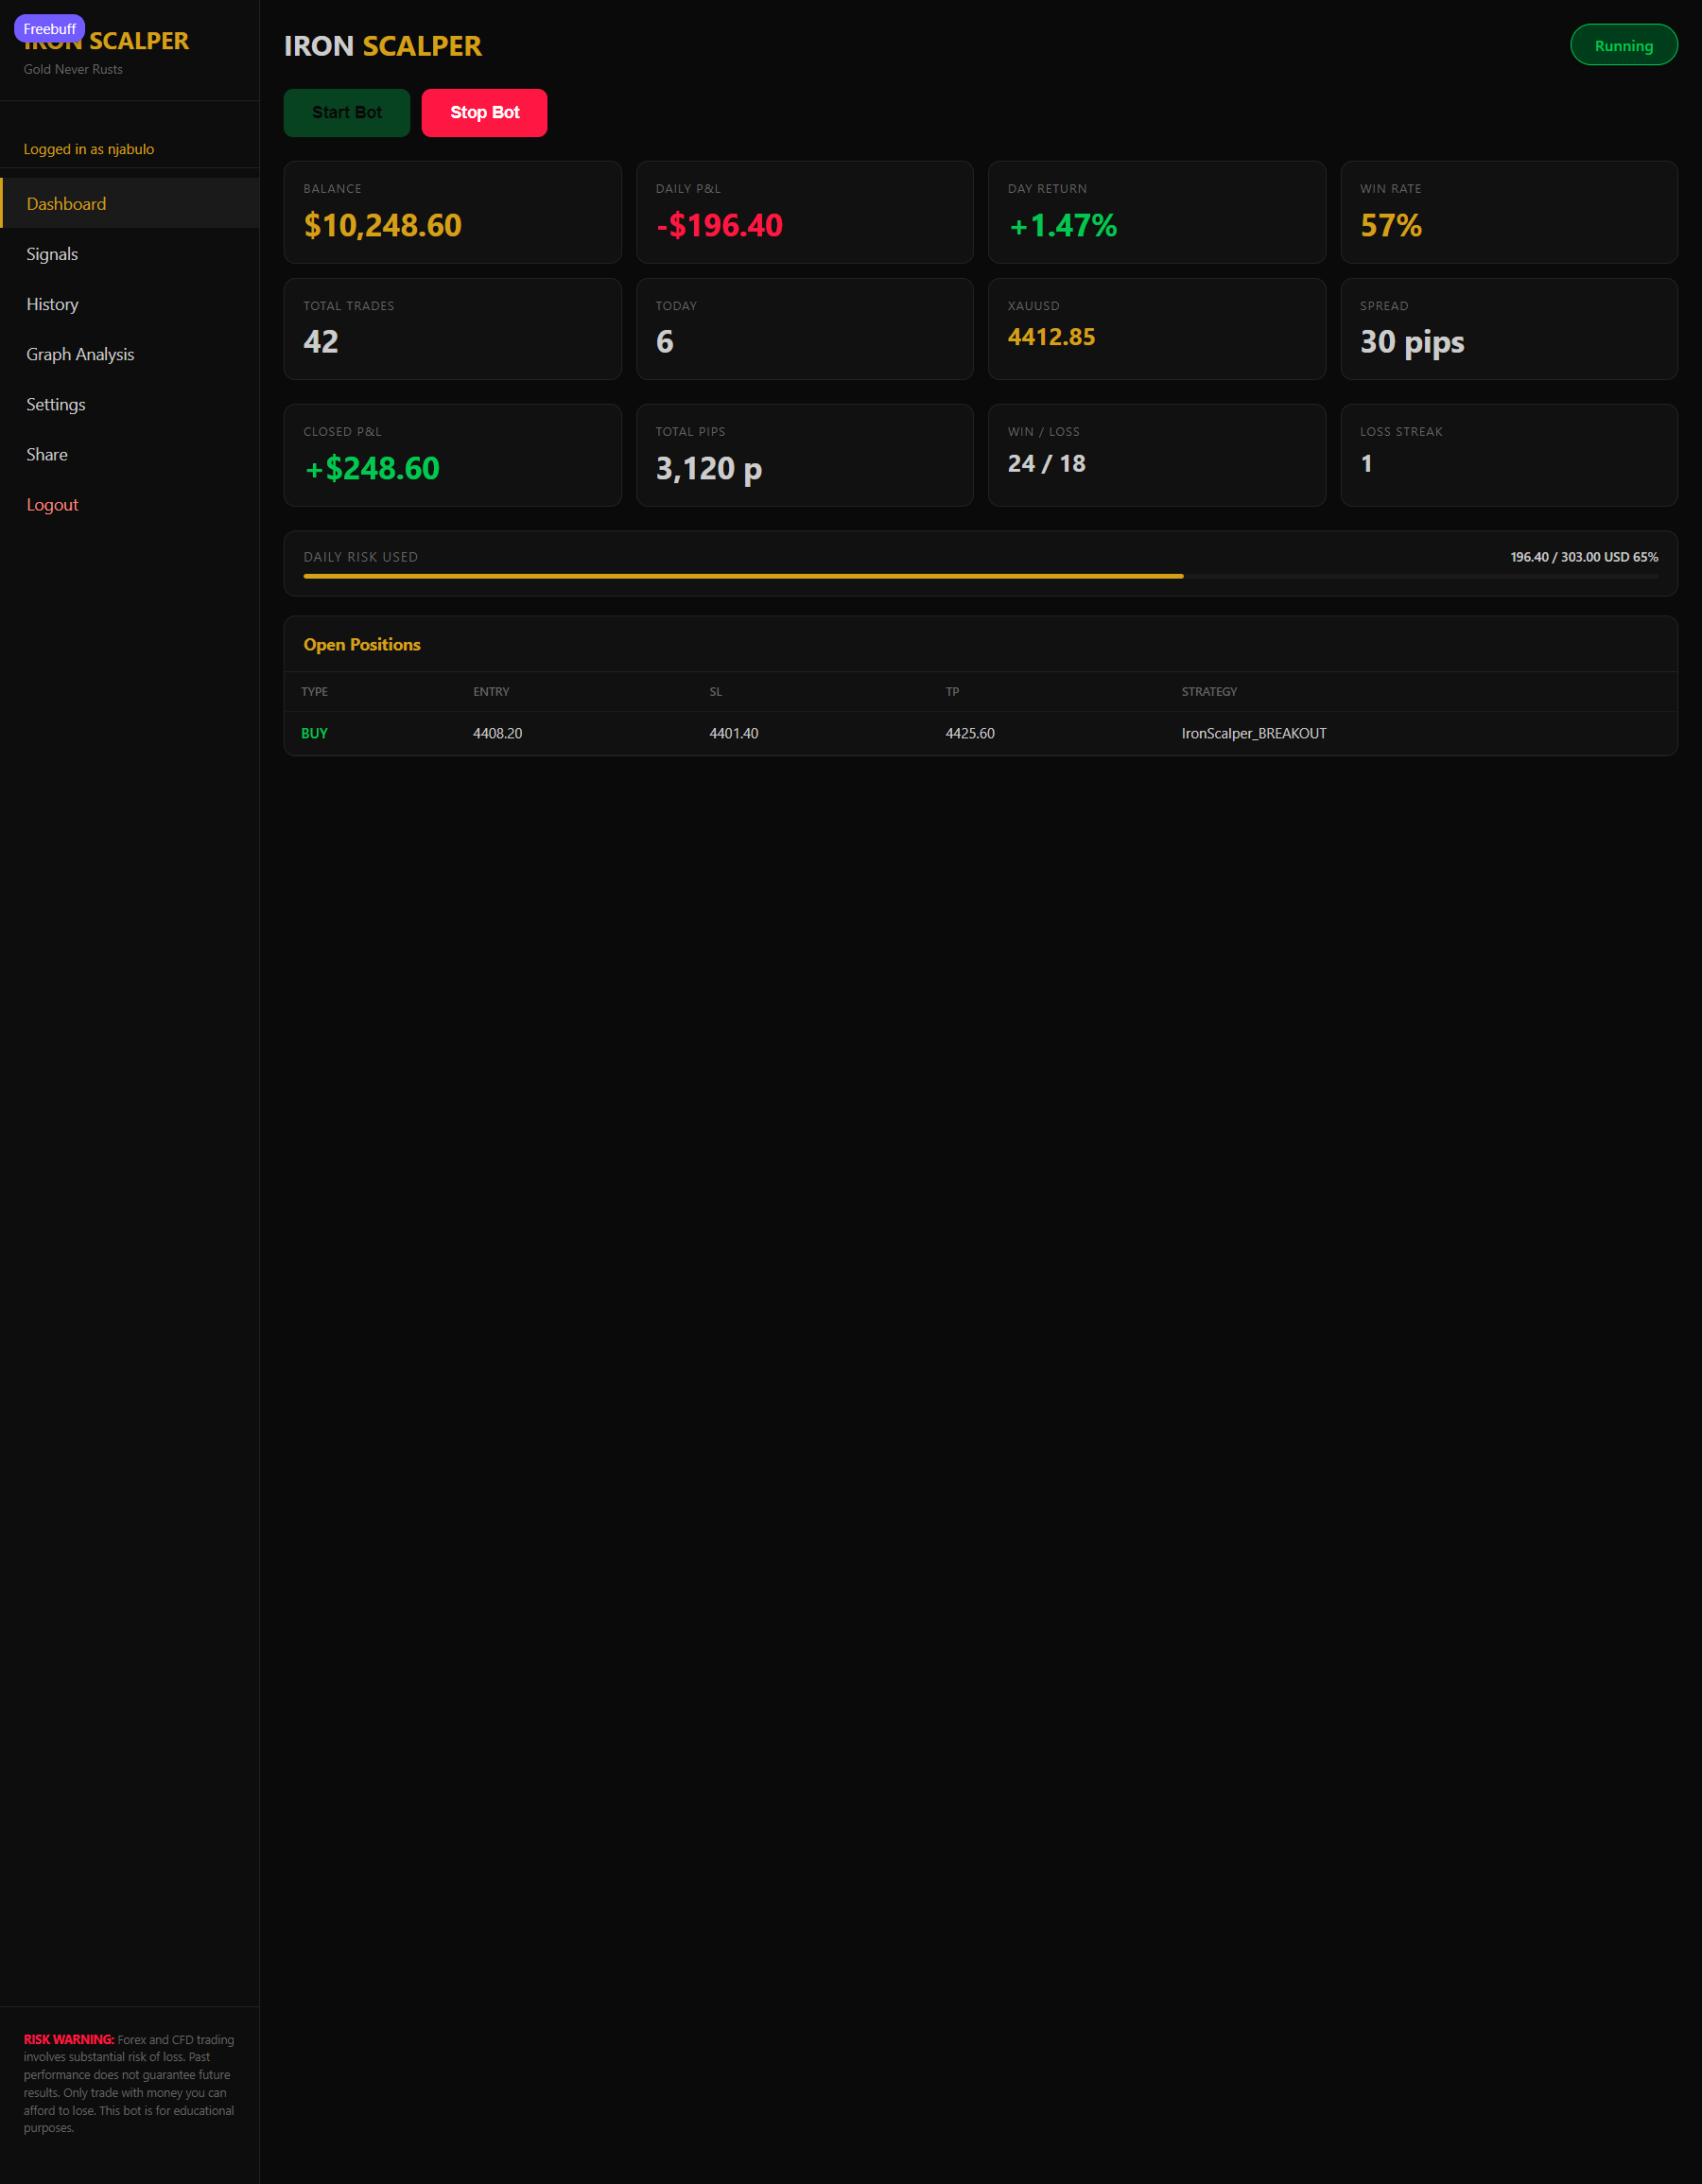 Freebuff
IRON SCALPER
Gold Never Rusts
Logged in as njabulo
Dashboard
Signals
History
Graph Analysis
Settings
Share
Logout
RISK WARNING: Forex and CFD trading
involves substantial risk of loss. Past
performance does not guarantee future
results. Only trade with money you can
afford to lose. This bot is for educational
purposes.
IRON SCALPER
Running
Start Bot
Stop Bot
BALANCE
$10,248.60
DAILY P&L
-$196.40
DAY RETURN
+1.47%
WIN RATE
57%
TOTAL TRADES
42
TODAY
6
XAUUSD
4412.85
SPREAD
30 pips
CLOSED P&L
+$248.60
TOTAL PIPS
3,120 p
WIN / LOSS
24 / 18
LOSS STREAK
1
DAILY RISK USED
196.40 / 303.00 USD 65%
Open Positions
TYPE ENTRY SL TP STRATEGY
BUY 4408.20 4401.40 4425.60 IronScalper_BREAKOUT